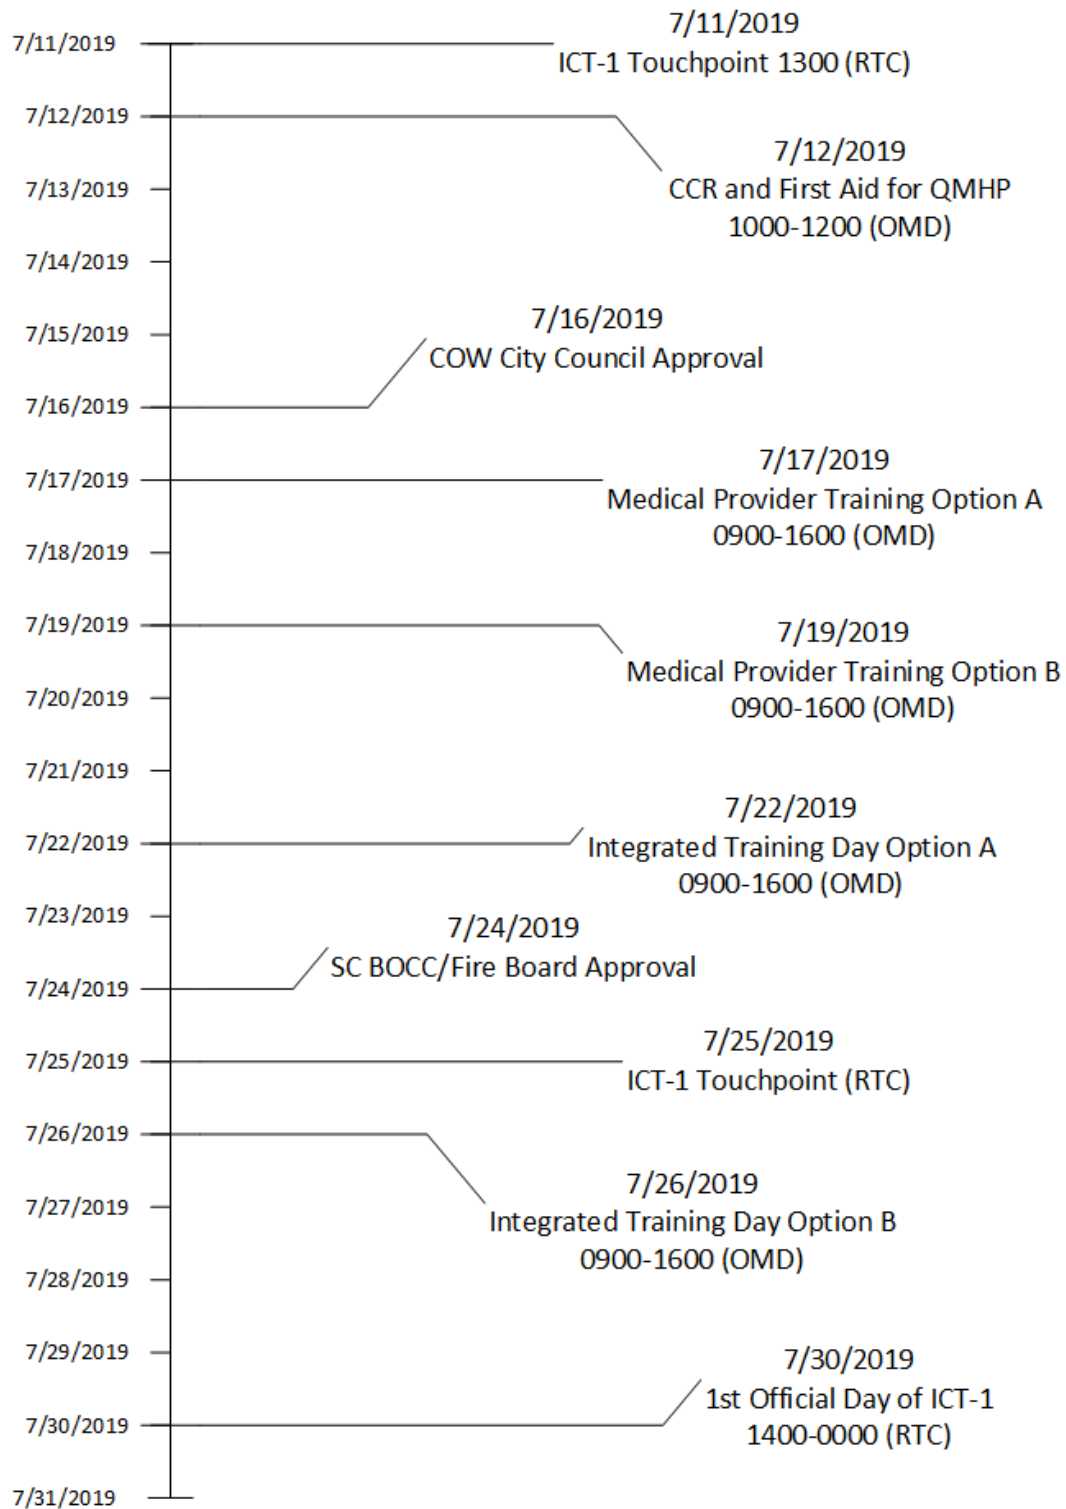 7/11/2019
7/11/2019
ICT-1 Touchpoint 1300 (RTC)
7/12/2019
7/12/2019
CCR and First Aid for QMHP
1000-1200 (OMD)
7/13/2019
7/14/2019
7/15/2019
7/16/2019
COW City Council Approval
7/16/2019
7/17/2019
7/17/2019
Medical Provider Training Option A
0900-1600 (OMD)
7/18/2019
7/19/2019
7/19/2019
Medical Provider Training Option B
0900-1600 (OMD)
7/20/2019
7/21/2019
7/22/2019
7/22/2019
Integrated Training Day Option A
0900-1600 (OMD)
7/23/2019
7/24/2019
SC BOCC/Fire Board Approval
7/24/2019
7/25/2019
7/25/2019
ICT-1 Touchpoint (RTC)
7/26/2019
7/26/2019
Integrated Training Day Option B
0900-1600 (OMD)
7/27/2019
7/28/2019
7/29/2019
7/30/2019
1st Official Day of ICT-1
1400-0000 (RTC)
7/30/2019
7/31/2019